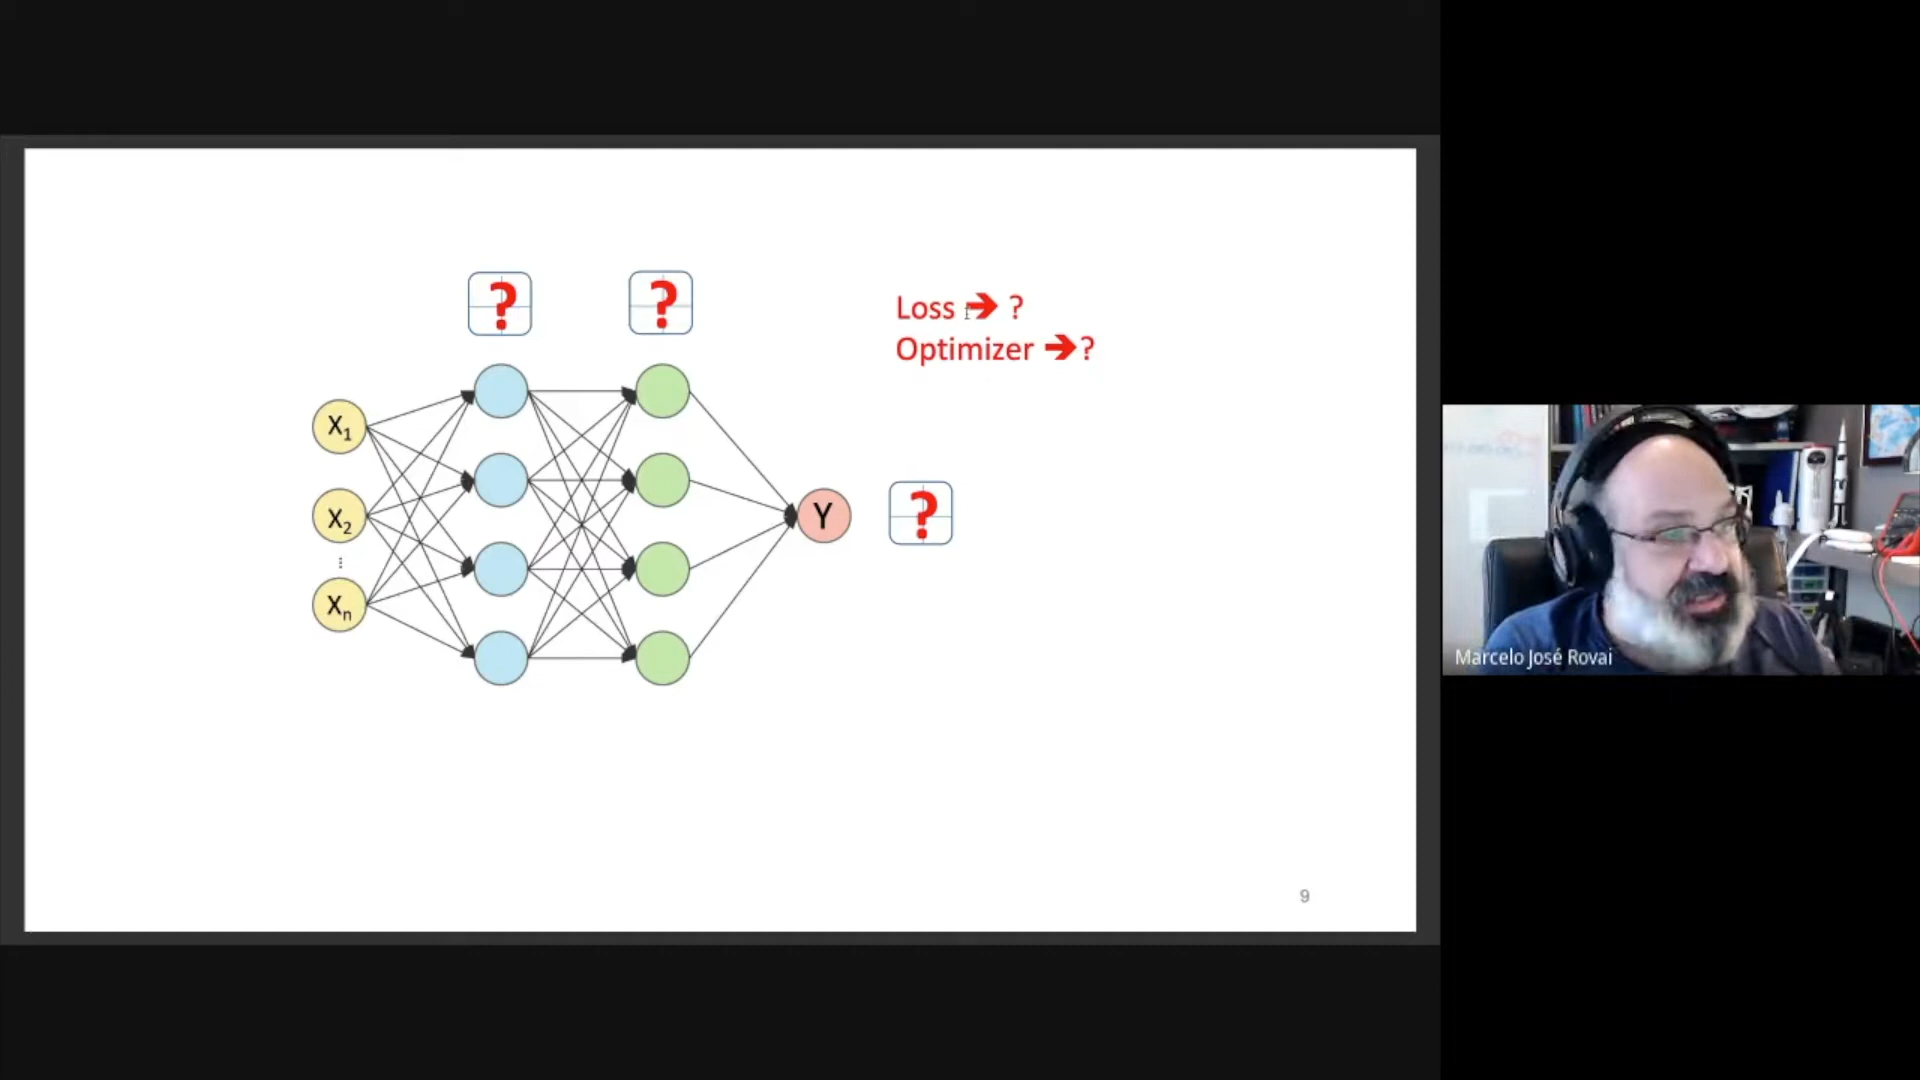 ?
?
Loss ➔ ?
Optimizer ➔?
X1
X2
⋮
Xn
Y
?
9
Marcelo José Rovai